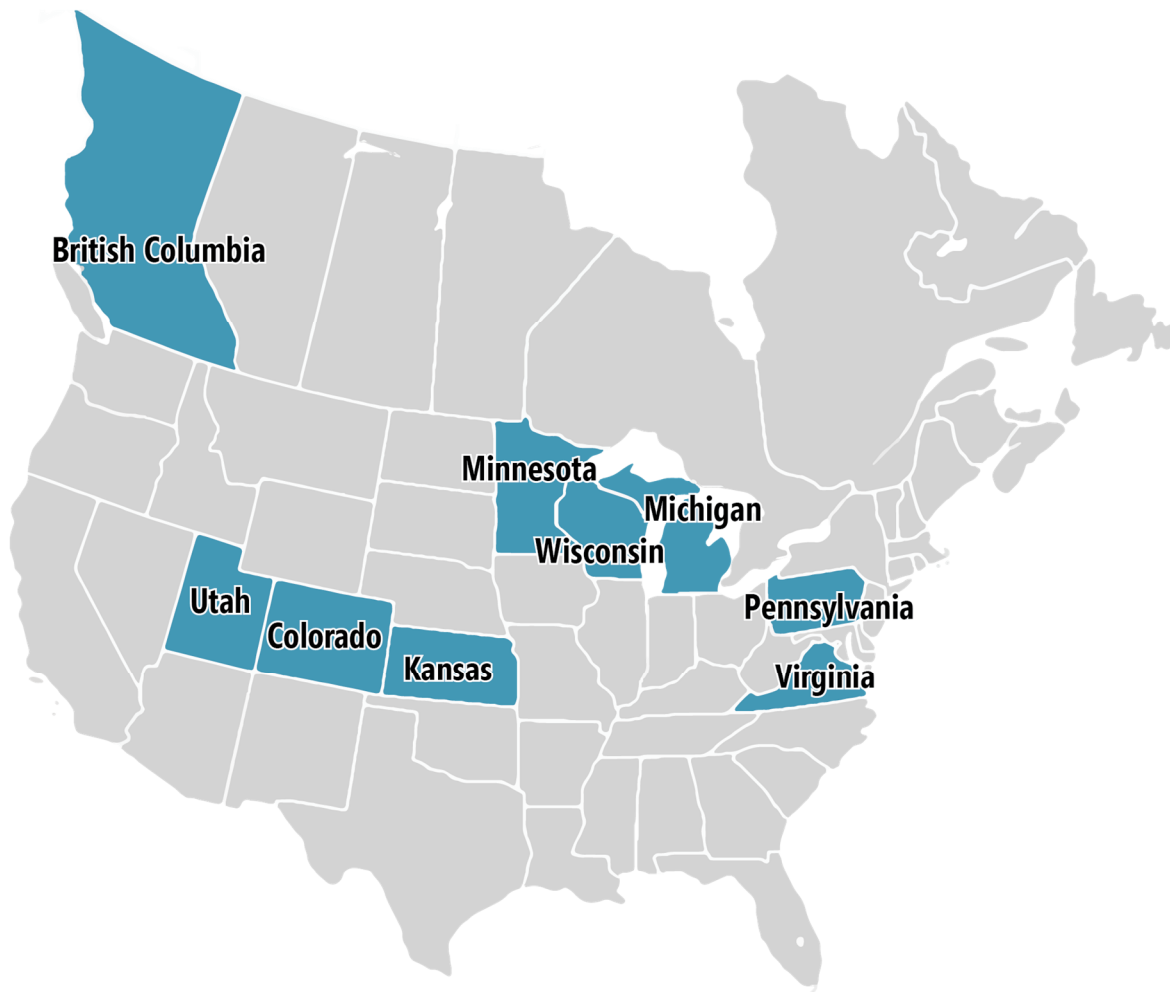 British Columbia
Minnesota
Michigan
Wisconsin
Utah
Pennsylvania
Colorado
Kansas
Virginia